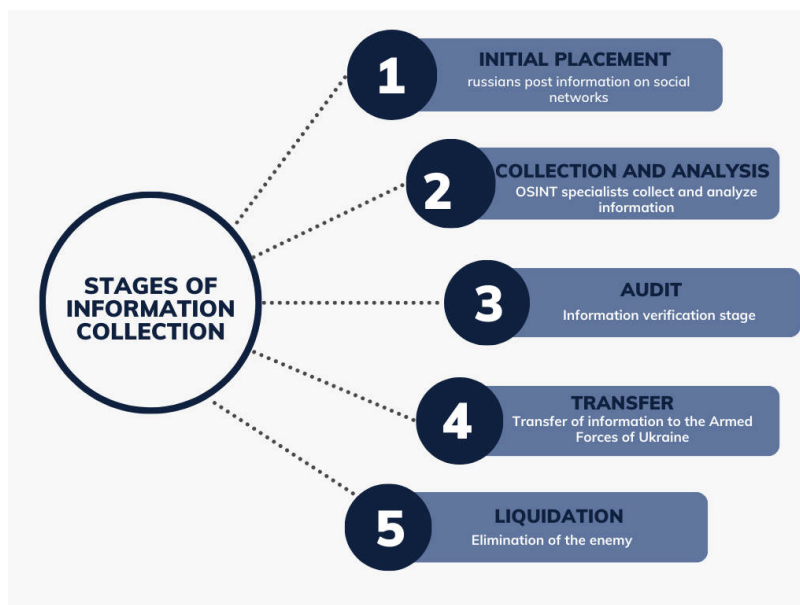 STAGES OF
INFORMATION
COLLECTION
1
INITIAL PLACEMENT
russians post information on social
networks
2
COLLECTION AND ANALYSIS
OSINT specialists collect and analyze
information
3
AUDIT
Information verification stage
4
TRANSFER
Transfer of information to the Armed
Forces of Ukraine
5
LIQUIDATION
Elimination of the enemy